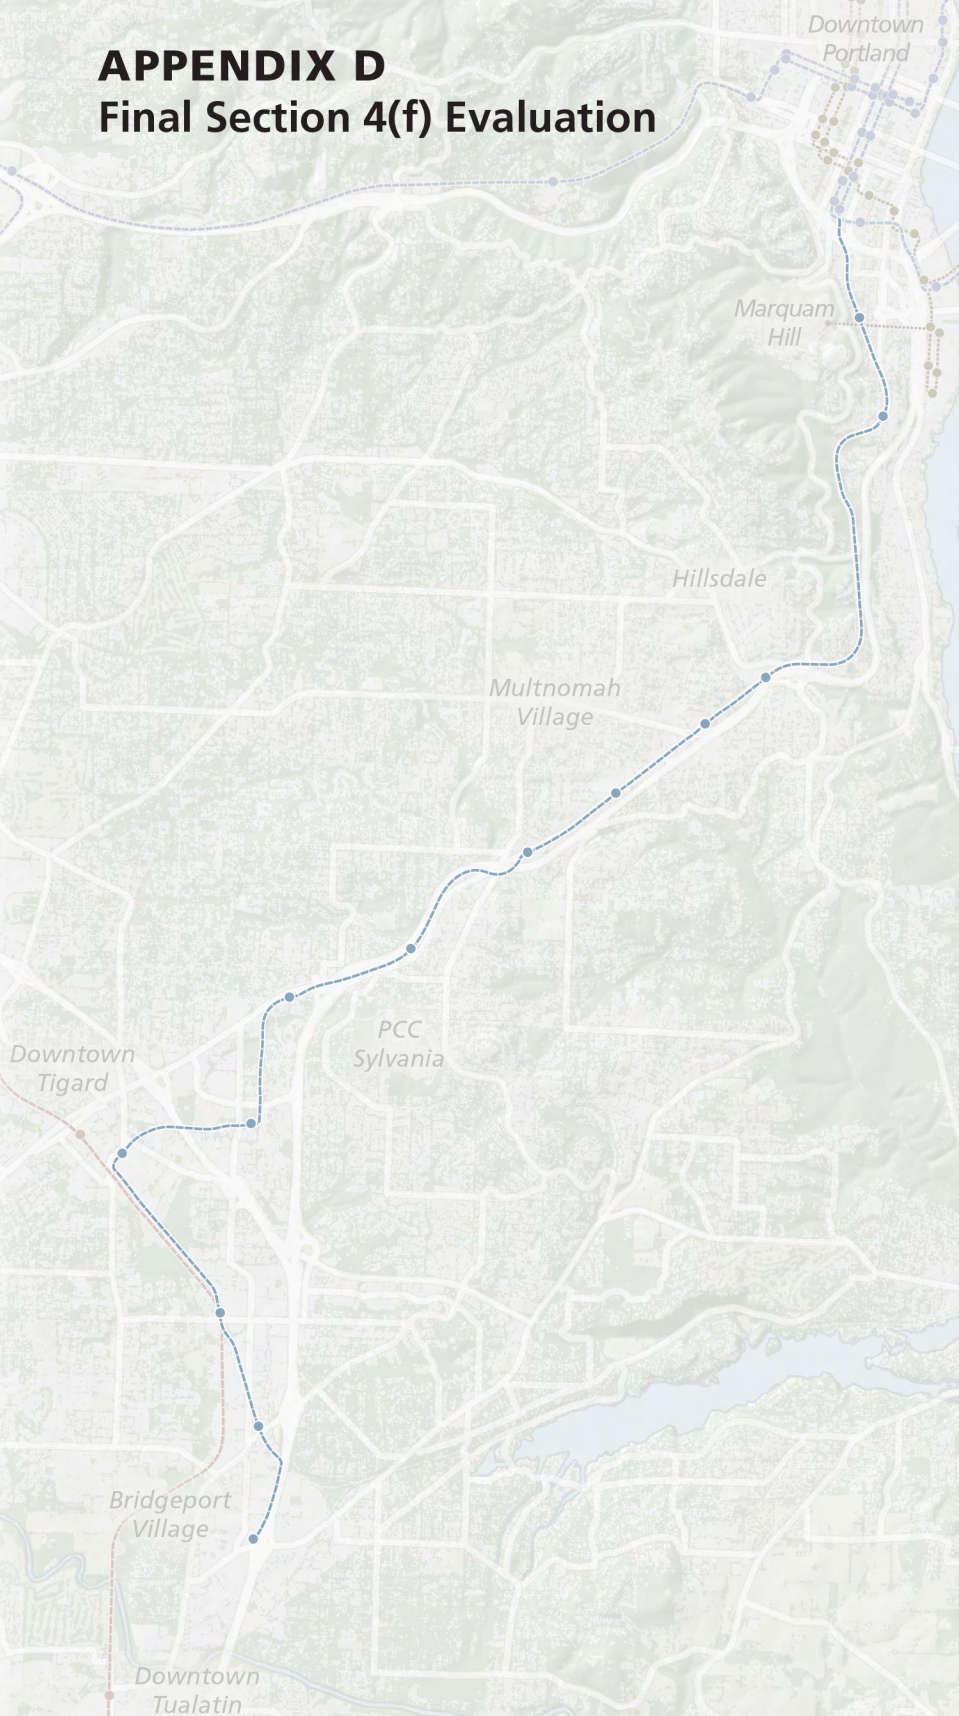 APPENDIX D
Final Section 4(f) Evaluation
Downtown
Portland
Marquam
Hill
Hillsdale
Multnomah
Village
PCC
Sylvania
Downtown
Tigard
Bridgeport
Village
Downtown
Tualatin